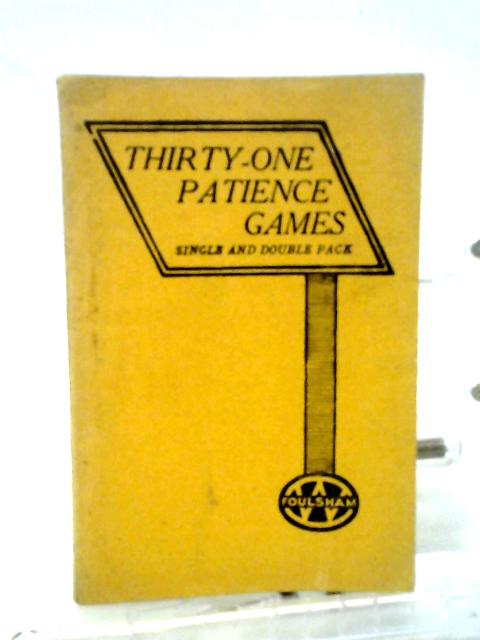 THIRTY-ONE
PATIENCE
GAMES
SINGLE AND DOUBLE PACK
FOULSHAM